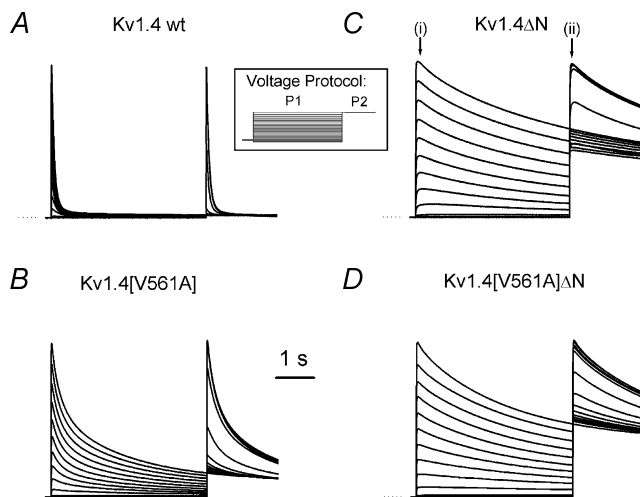 A
Kv1.4 wt
Voltage Protocol:
P1
P2
C
Kv1.4ΔN
(i)
(ii)
B
Kv1.4[V561A]
1 s
D
Kv1.4[V561A]ΔN